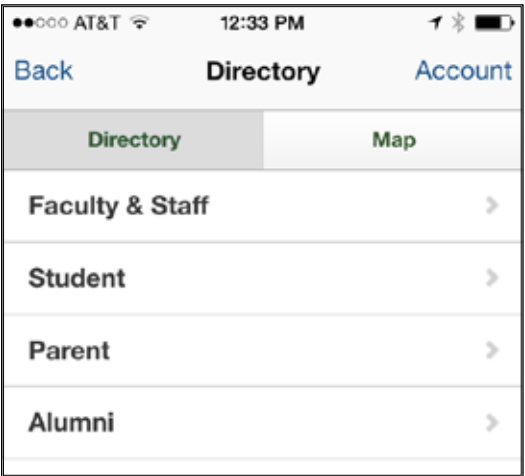 AT&T 12:33 PM
Back Directory Account
Directory Map
Faculty & Staff
Student
Parent
Alumni